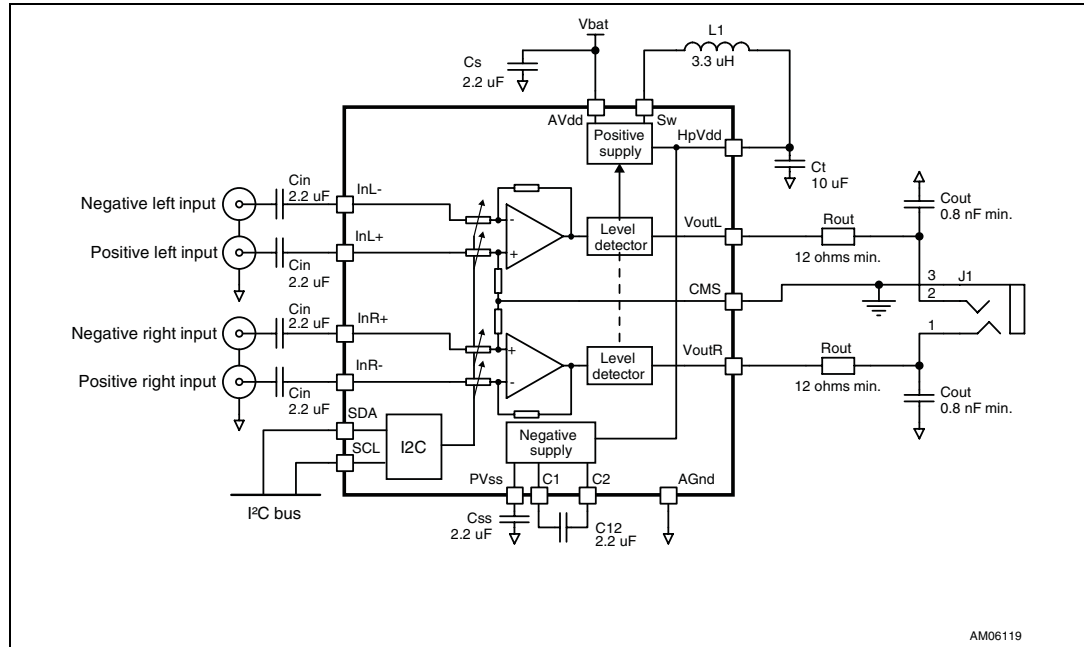 Vbat
L1
3.3 uH
Cs
2.2 uF
AVdd
Sw
HpVdd
Positive
supply
Ct
10 uF
Negative left input
Cin
2.2 uF
InL-
-
Level
detector
VoutL
Rout
12 ohms min.
Cout
0.8 nF min.
Positive left input
Cin
2.2 uF
InL+
+
CMS
3
J1
2
1
Negative right input
Cin
2.2 uF
InR+
+
Level
detector
VoutR
Rout
12 ohms min.
Cout
0.8 nF min.
Positive right input
Cin
2.2 uF
InR-
-
SDA
SCL
I2C
I²C bus
Negative
supply
PVss
C1
C2
AGnd
Css
2.2 uF
C12
2.2 uF
AM06119